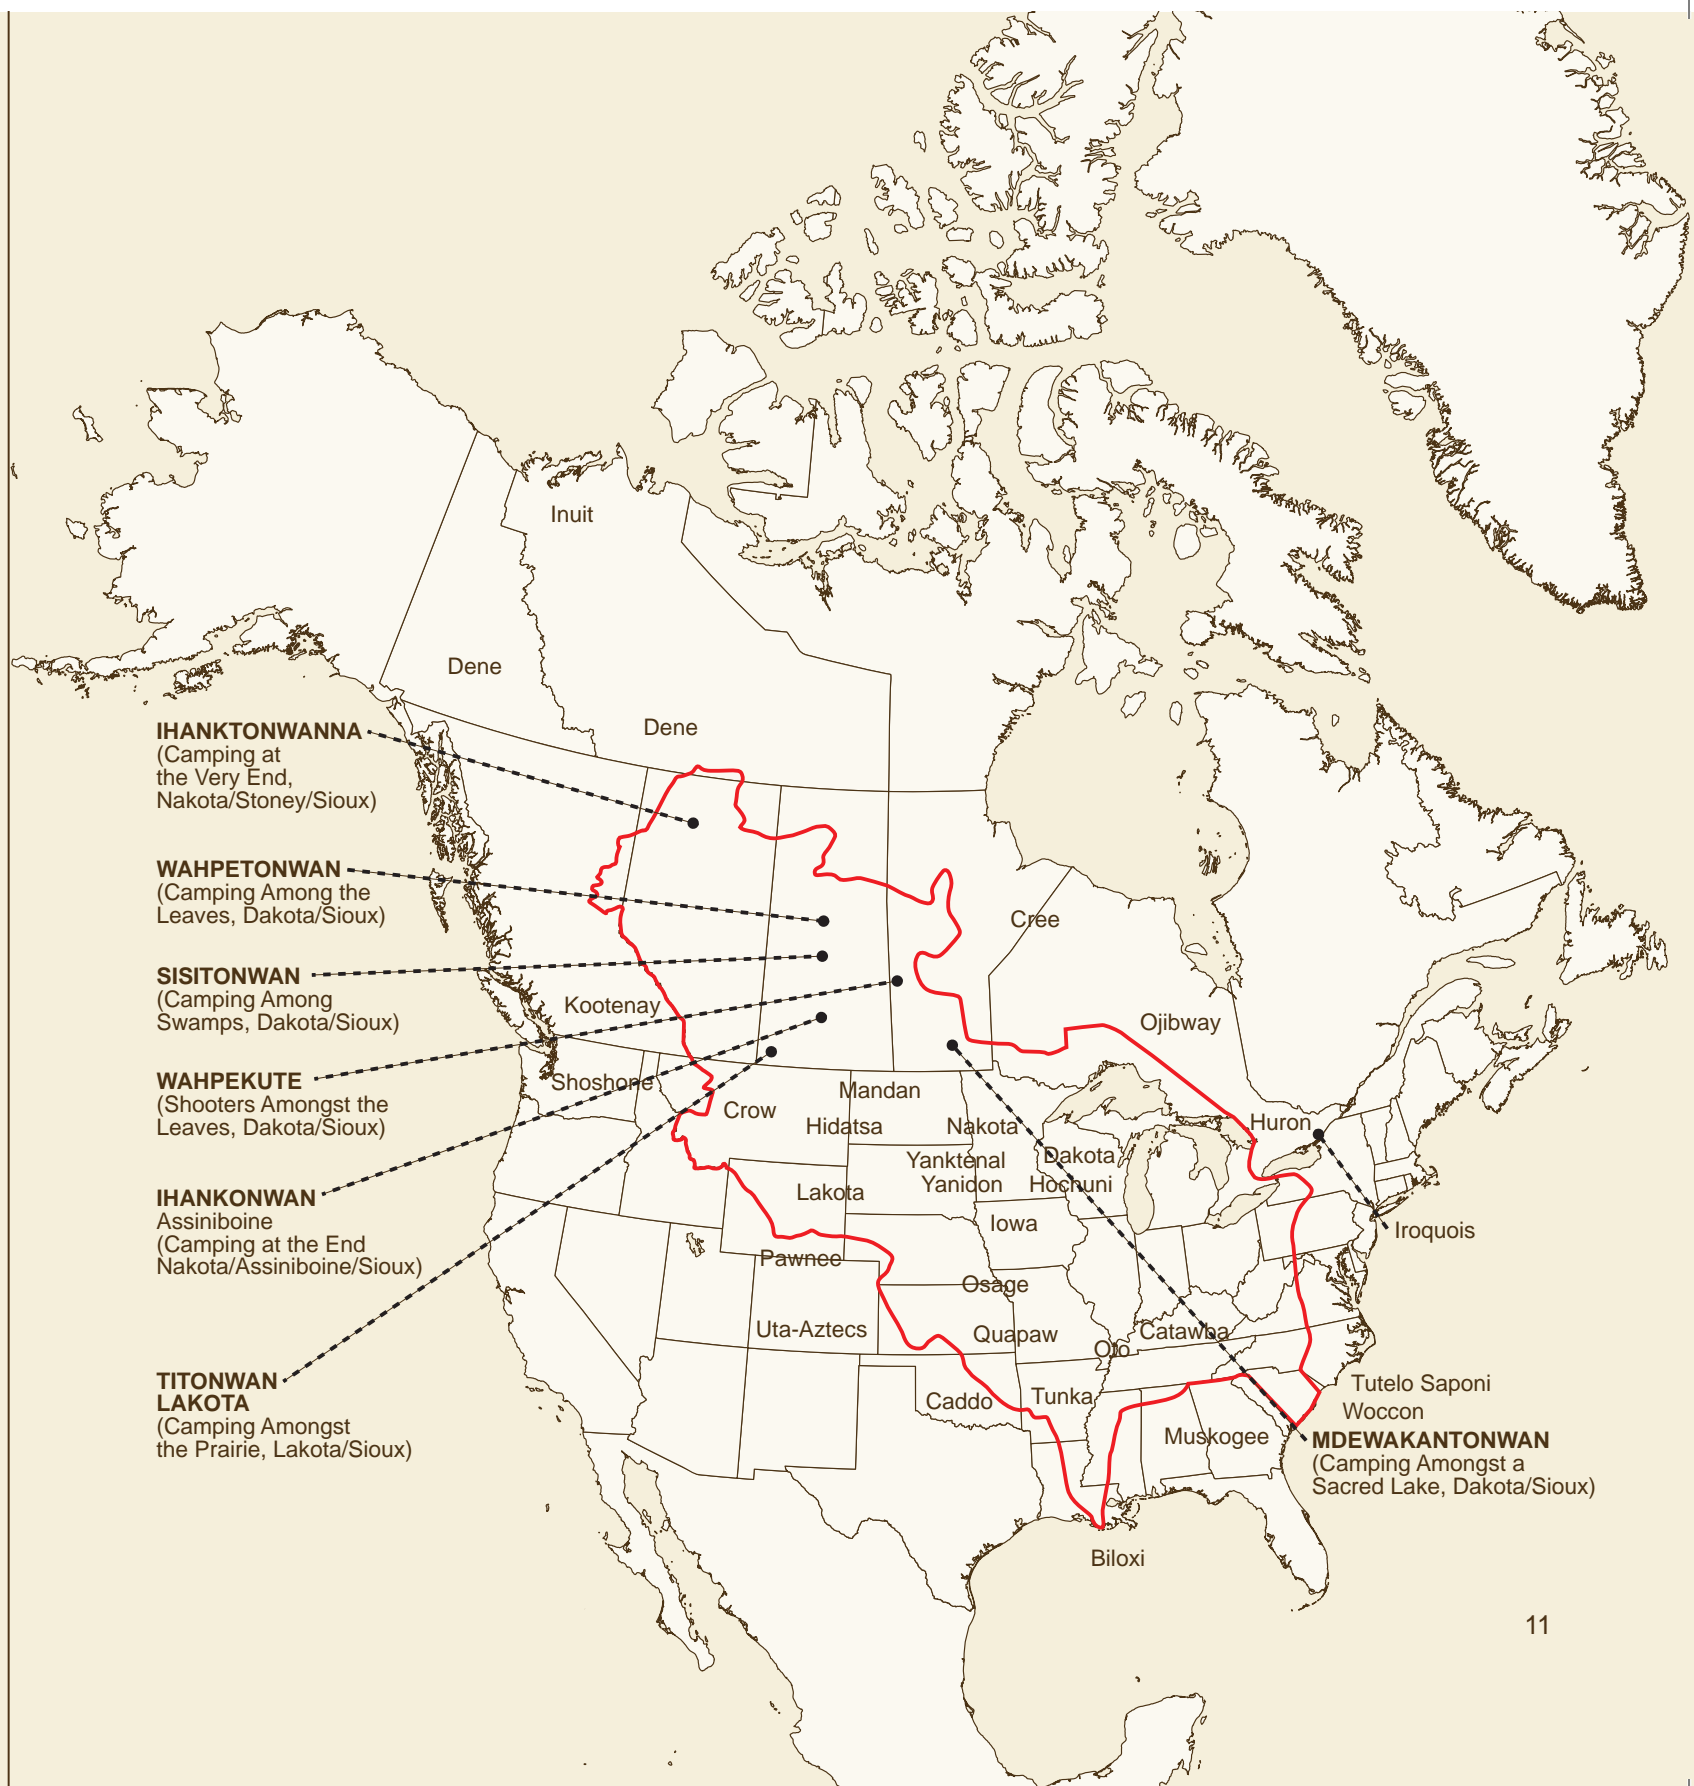 Inuit
Dene
Dene
IHANKTONWANNA
(Camping at
the Very End,
Nakota/Stoney/Sioux)
WAHPETONWAN
(Camping Among the
Leaves, Dakota/Sioux)
SISITONWAN
(Camping Among
Swamps, Dakota/Sioux)
WAHPEKUTE
(Shooters Amongst the
Leaves, Dakota/Sioux)
IHANKONWAN
Assiniboine
(Camping at the End
Nakota/Assiniboine/Sioux)
TITONWAN
LAKOTA
(Camping Amongst
the Prairie, Lakota/Sioux)
Cree
Kootenay
Ojibway
Shoshone
Mandan
Crow
Hidatsa
Nakota
Huron
Dakota
Yanktenal
Yanidon
Hochuni
Lakota
Iowa
Iroquois
Pawnee
Osage
Uta-Aztecs
Quapaw
Catawba
Oto
Caddo
Tunka
Tutelo Saponi
Woccon
Muskogee
MDEWAKANTONWAN
(Camping Amongst a
Sacred Lake, Dakota/Sioux)
Biloxi
11